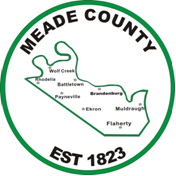 MEADE COUNTY
Wolf Creek
Rhodelia
Battletown
Payneville
Brandenburg
Ekron
Muldraugh
Flaherty
EST 1823